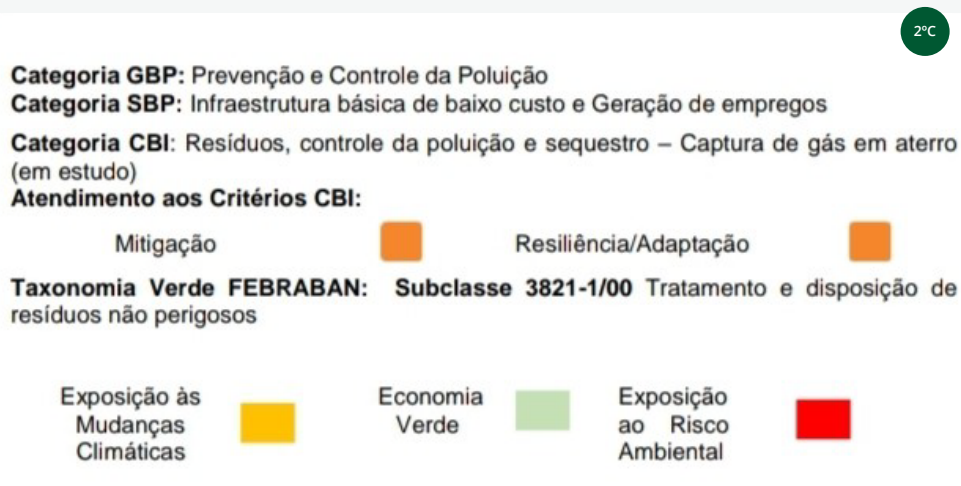 2ºC
Categoria GBP: Prevenção e Controle da Poluição
Categoria SBP: Infraestrutura básica de baixo custo e Geração de empregos
Categoria CBI: Resíduos, controle da poluição e sequestro – Captura de gás em aterro
(em estudo)
Atendimento aos Critérios CBI:
Mitigação Resiliência/Adaptação
Taxonomia Verde FEBRABAN: Subclasse 3821-1/00 Tratamento e disposição de
resíduos não perigosos
Exposição às
Mudanças
Climáticas
Economia
Verde
Exposição
ao Risco
Ambiental